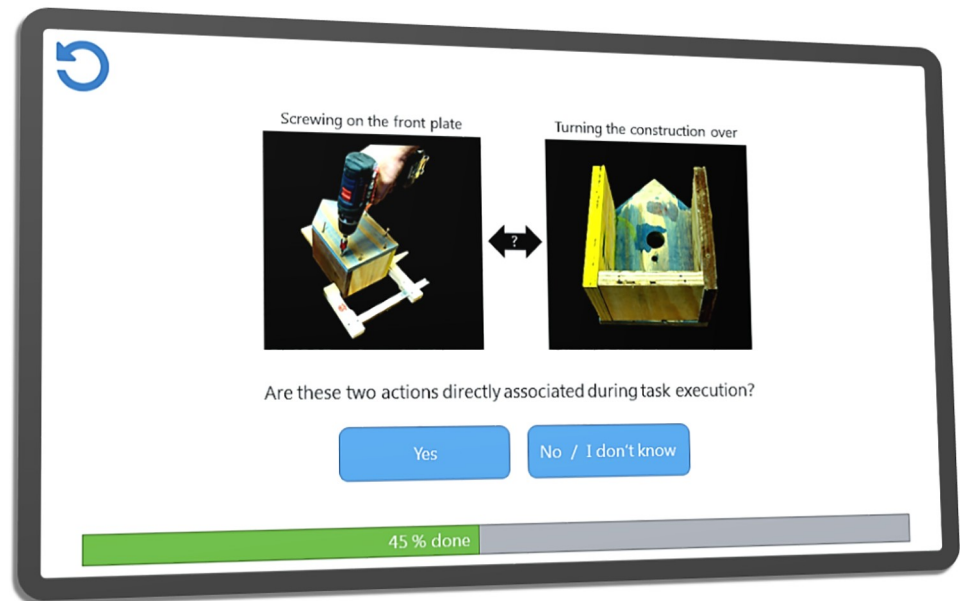 Screwing on the front plate
Turning the construction over
?
Are these two actions directly associated during task execution?
Yes
No / I don't know
45 % done